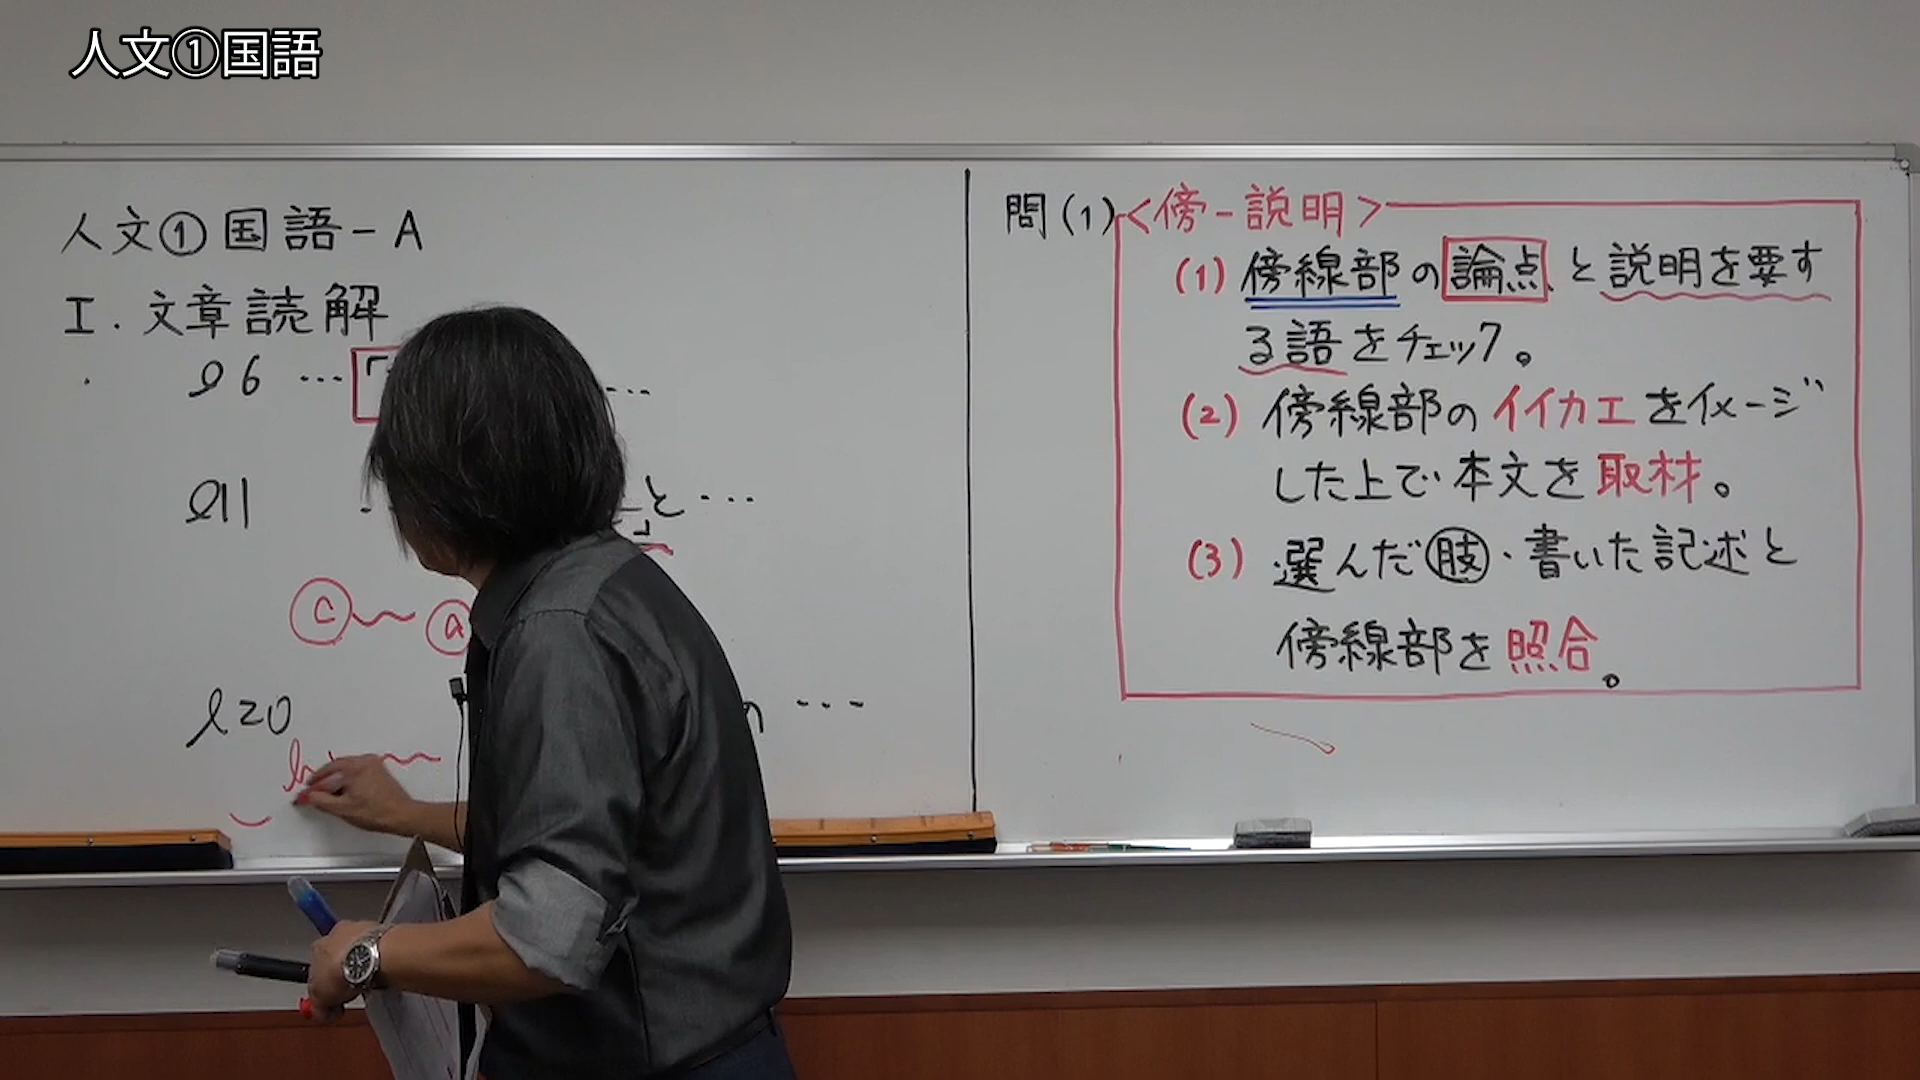 人文①国語
人文①国語-A
I.文章読解
l6 …「 …
l11 と…
ⓒ ⓐ
l20 …
問(1)<傍-説明>
(1)傍線部の論点と説明を要す
る語をチェック。
(2)傍線部のイイカエをイメージ
した上で本文を取材。
(3)選んだ肢・書いた記述と
傍線部を照合。